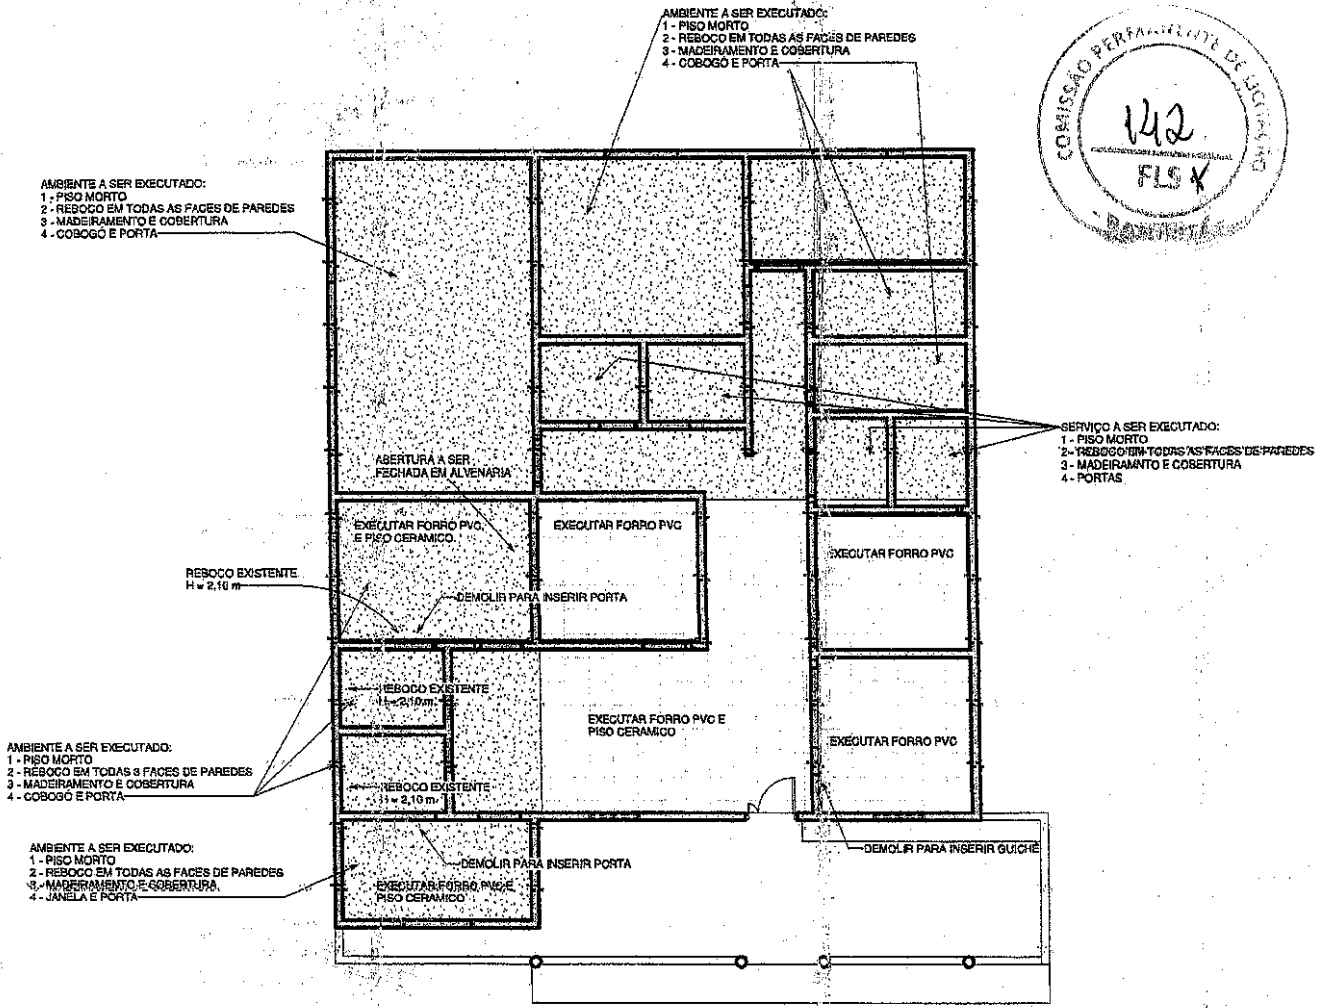 AMBIENTE A SER EXECUTADO:
1 - PISO MORTO
2 - REBOCO EM TODAS AS FACES DE PAREDES
3 - MADEIRAMENTO E COBERTURA
4 - COBOGÓ E PORTA
COMISSÃO PERMANENTE DE LICITAÇÃO
142
FLS
AMBIENTE A SER EXECUTADO:
1 - PISO MORTO
2 - REBOCO EM TODAS AS FACES DE PAREDES
3 - MADEIRAMENTO E COBERTURA
4 - COBOGÓ E PORTA
SERVIÇO A SER EXECUTADO:
1 - PISO MORTO
2 - REBOCO EM TODAS AS FACES DE PAREDES
3 - MADEIRAMNTO E COBERTURA
4 - PORTAS
ABERTURA A SER
FECHADA EM ALVENARIA
EXECUTAR FORRO PVC
E PISO CERAMICO
EXECUTAR FORRO PVC
EXECUTAR FORRO PVC
REBOCO EXISTENTE
H = 2,10 m
DEMOLIR PARA INSERIR PORTA
REBOCO EXISTENTE
H = 2,10 m
EXECUTAR FORRO PVC E
PISO CERAMICO
EXECUTAR FORRO PVC
AMBIENTE A SER EXECUTADO:
1 - PISO MORTO
2 - REBOCO EM TODAS 3 FACES DE PAREDES
3 - MADEIRAMENTO E COBERTURA
4 - COBOGÓ E PORTA
REBOCO EXISTENTE
H = 2,10 m
AMBIENTE A SER EXECUTADO:
1 - PISO MORTO
2 - REBOCO EM TODAS AS FACES DE PAREDES
3 - MADEIRAMENTO E COBERTURA
4 - JANELA E PORTA
DEMOLIR PARA INSERIR PORTA
DEMOLIR PARA INSERIR GUICHÊ
EXECUTAR FORRO PVC E
PISO CERAMICO